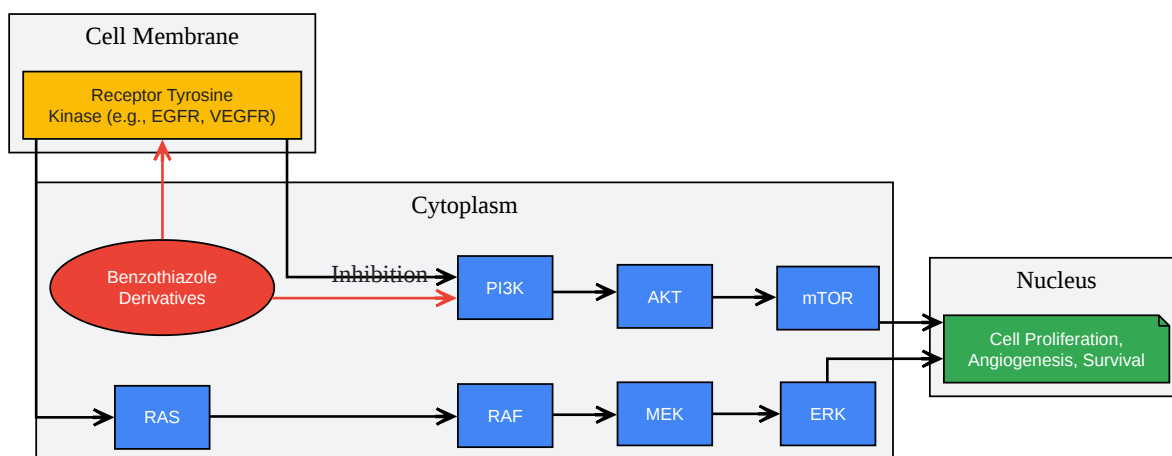 Cell Membrane
Receptor Tyrosine
Kinase (e.g., EGFR, VEGFR)
Cytoplasm
Benzothiazole
Derivatives
Inhibition
PI3K
AKT
mTOR
Nucleus
Cell Proliferation,
Angiogenesis, Survival
RAS
RAF
MEK
ERK